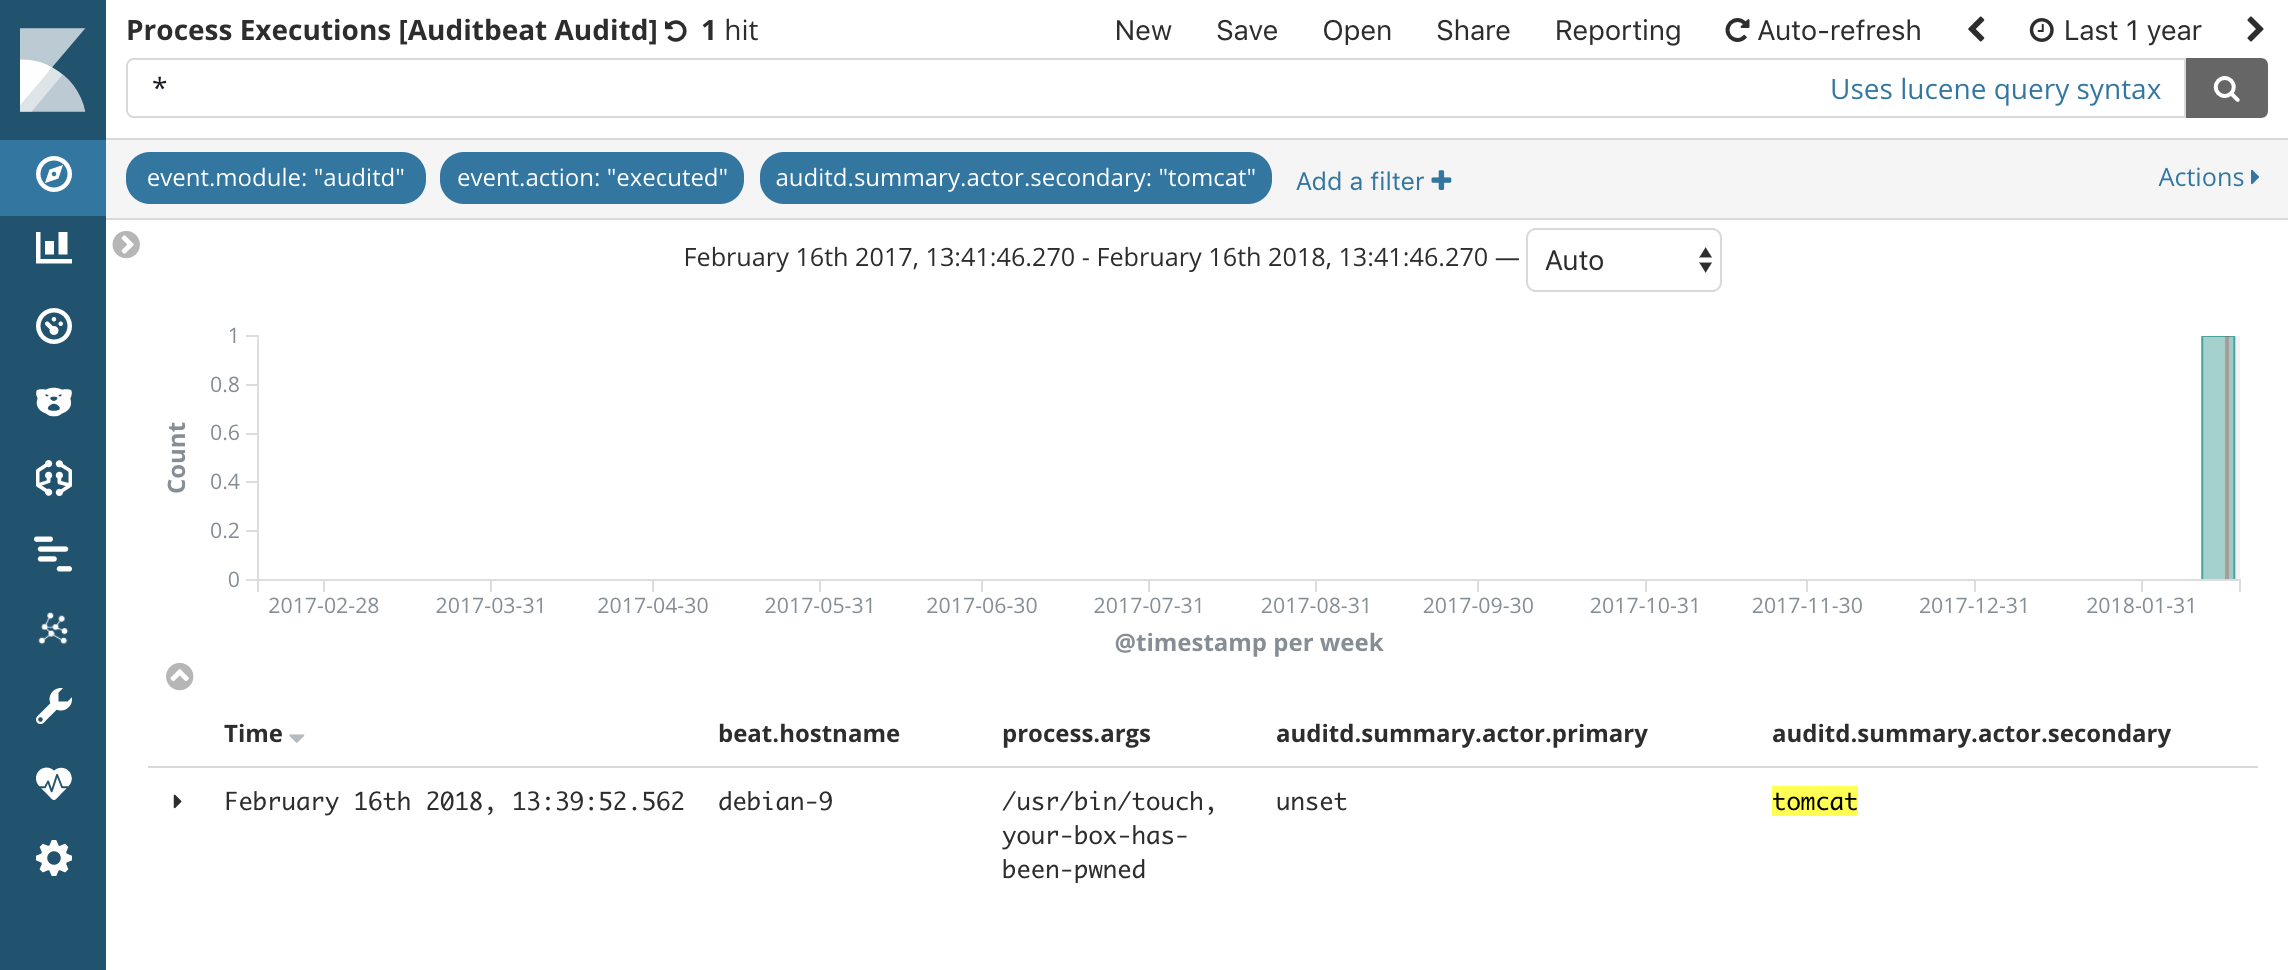 Process Executions [Auditbeat Auditd] 1 hit New Save Open Share Reporting Auto-refresh Last 1 year
* Uses lucene query syntax
event.module: "auditd" event.action: "executed" auditd.summary.actor.secondary: "tomcat" Add a filter Actions
February 16th 2017, 13:41:46.270 - February 16th 2018, 13:41:46.270 — Auto
1
0.8
0.6
0.4
0.2
0
Count
2017-02-28 2017-03-31 2017-04-30 2017-05-31 2017-06-30 2017-07-31 2017-08-31 2017-09-30 2017-10-31 2017-11-30 2017-12-31 2018-01-31
@timestamp per week
Time beat.hostname process.args auditd.summary.actor.primary auditd.summary.actor.secondary
February 16th 2018, 13:39:52.562 debian-9 /usr/bin/touch, unset tomcat
your-box-has-
been-pwned